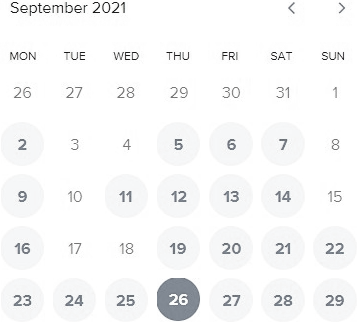 September 2021
MON TUE WED THU FRI SAT SUN
26 27 28 29 30 31 1
2 3 4 5 6 7 8
9 10 11 12 13 14 15
16 17 18 19 20 21 22
23 24 25 26 27 28 29